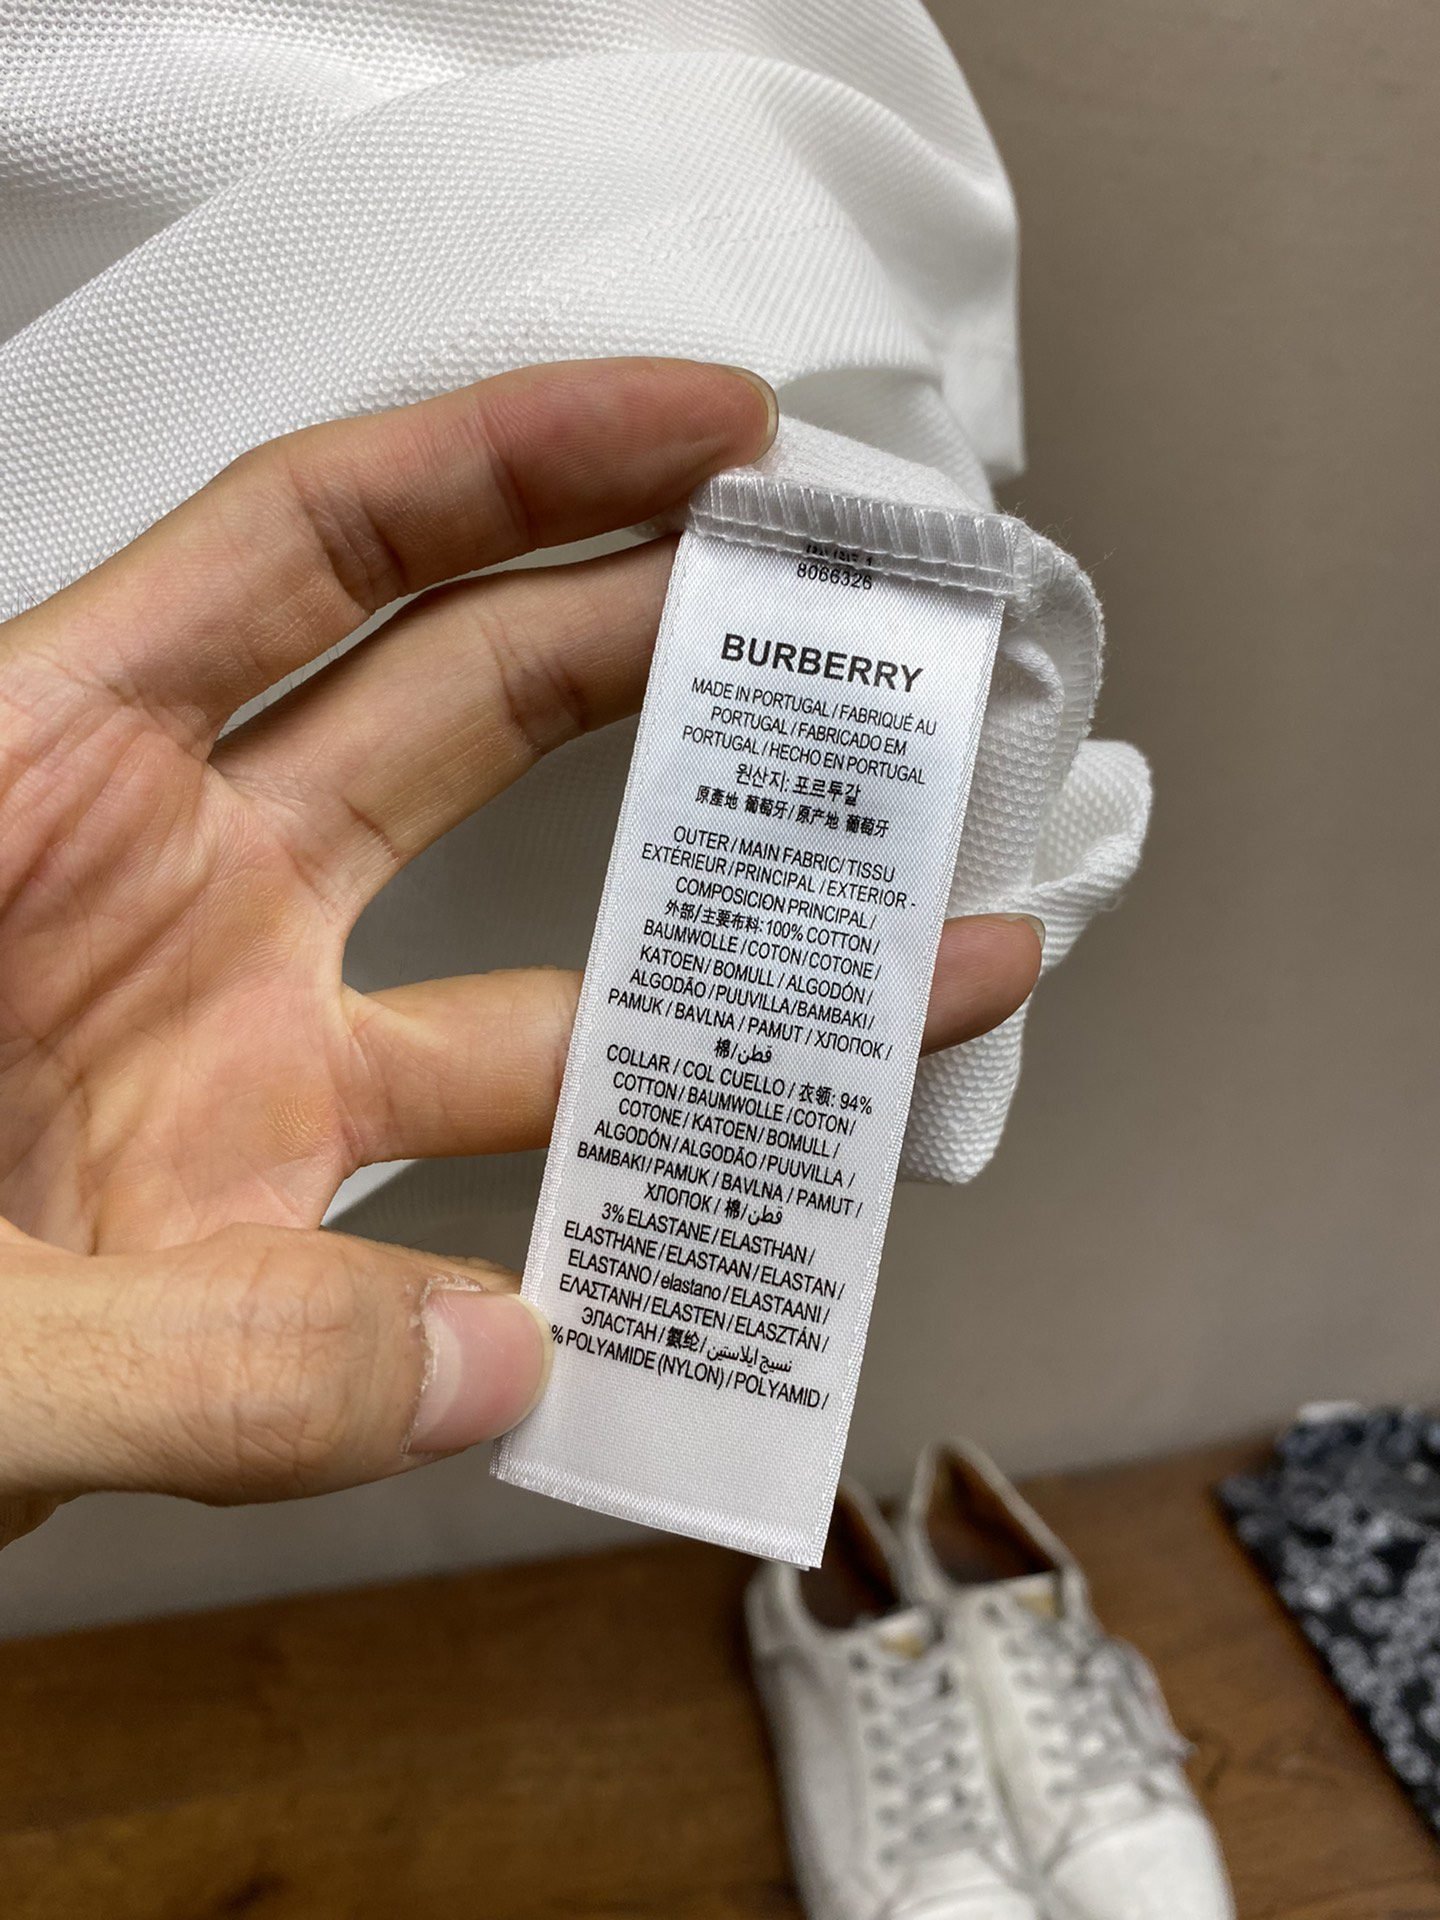 8066326
BURBERRY
MADE IN PORTUGAL / FABRIQUÉ AU
PORTUGAL / FABRICADO EM
PORTUGAL / HECHO EN PORTUGAL
원산지: 포르투갈
原產地 葡萄牙 / 原产地 葡萄牙
OUTER / MAIN FABRIC / TISSU
EXTÉRIEUR / PRINCIPAL / EXTERIOR -
COMPOSICIÓN PRINCIPAL /
外部 / 主要布料: 100% COTTON /
BAUMWOLLE / COTON / COTONE /
KATOEN / BOMULL / ALGODÓN /
ALGODÃO / PUUVILLA / BAMBAKI /
PAMUK / BAVLNA / PAMUT / ХЛОПОК /
棉 / قطن
COLLAR / COL CUELLO / 衣领: 94%
COTTON / BAUMWOLLE / COTON /
COTONE / KATOEN / BOMULL /
ALGODÓN / ALGODÃO / PUUVILLA /
BAMBAKI / PAMUK / BAVLNA / PAMUT /
ХЛОПОК / 棉 / قطن
3% ELASTANE / ELASTHAN /
ELASTHANE / ELASTAAN / ELASTAN /
ELASTANO / elastano / ELASTAANI /
ΕΛΑΣΤΑΝΗ / ELASTEN / ELASZTÁN /
ЭЛАСТАН / 氨纶 / نسيج ايلاستين
% POLYAMIDE (NYLON) / POLYAMID /